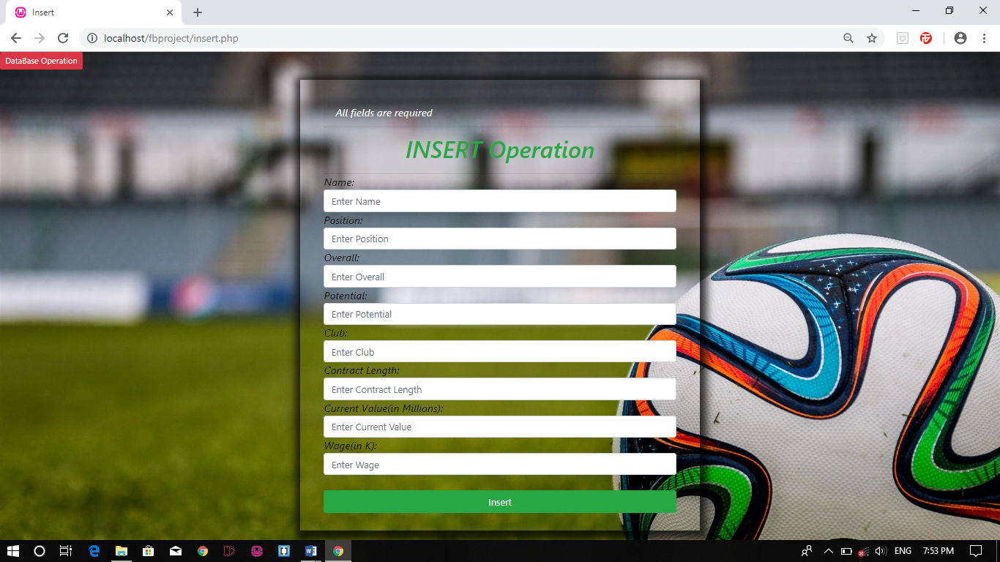 Insert
localhost/fbproject/insert.php
DataBase Operation
All fields are required
INSERT Operation
Name:
Enter Name
Position:
Enter Position
Overall:
Enter Overall
Potential:
Enter Potential
Club:
Enter Club
Contract Length:
Enter Contract Length
Current Value(in Millions):
Enter Current Value
Wage(in K):
Enter Wage
Insert
ENG
7:53 PM